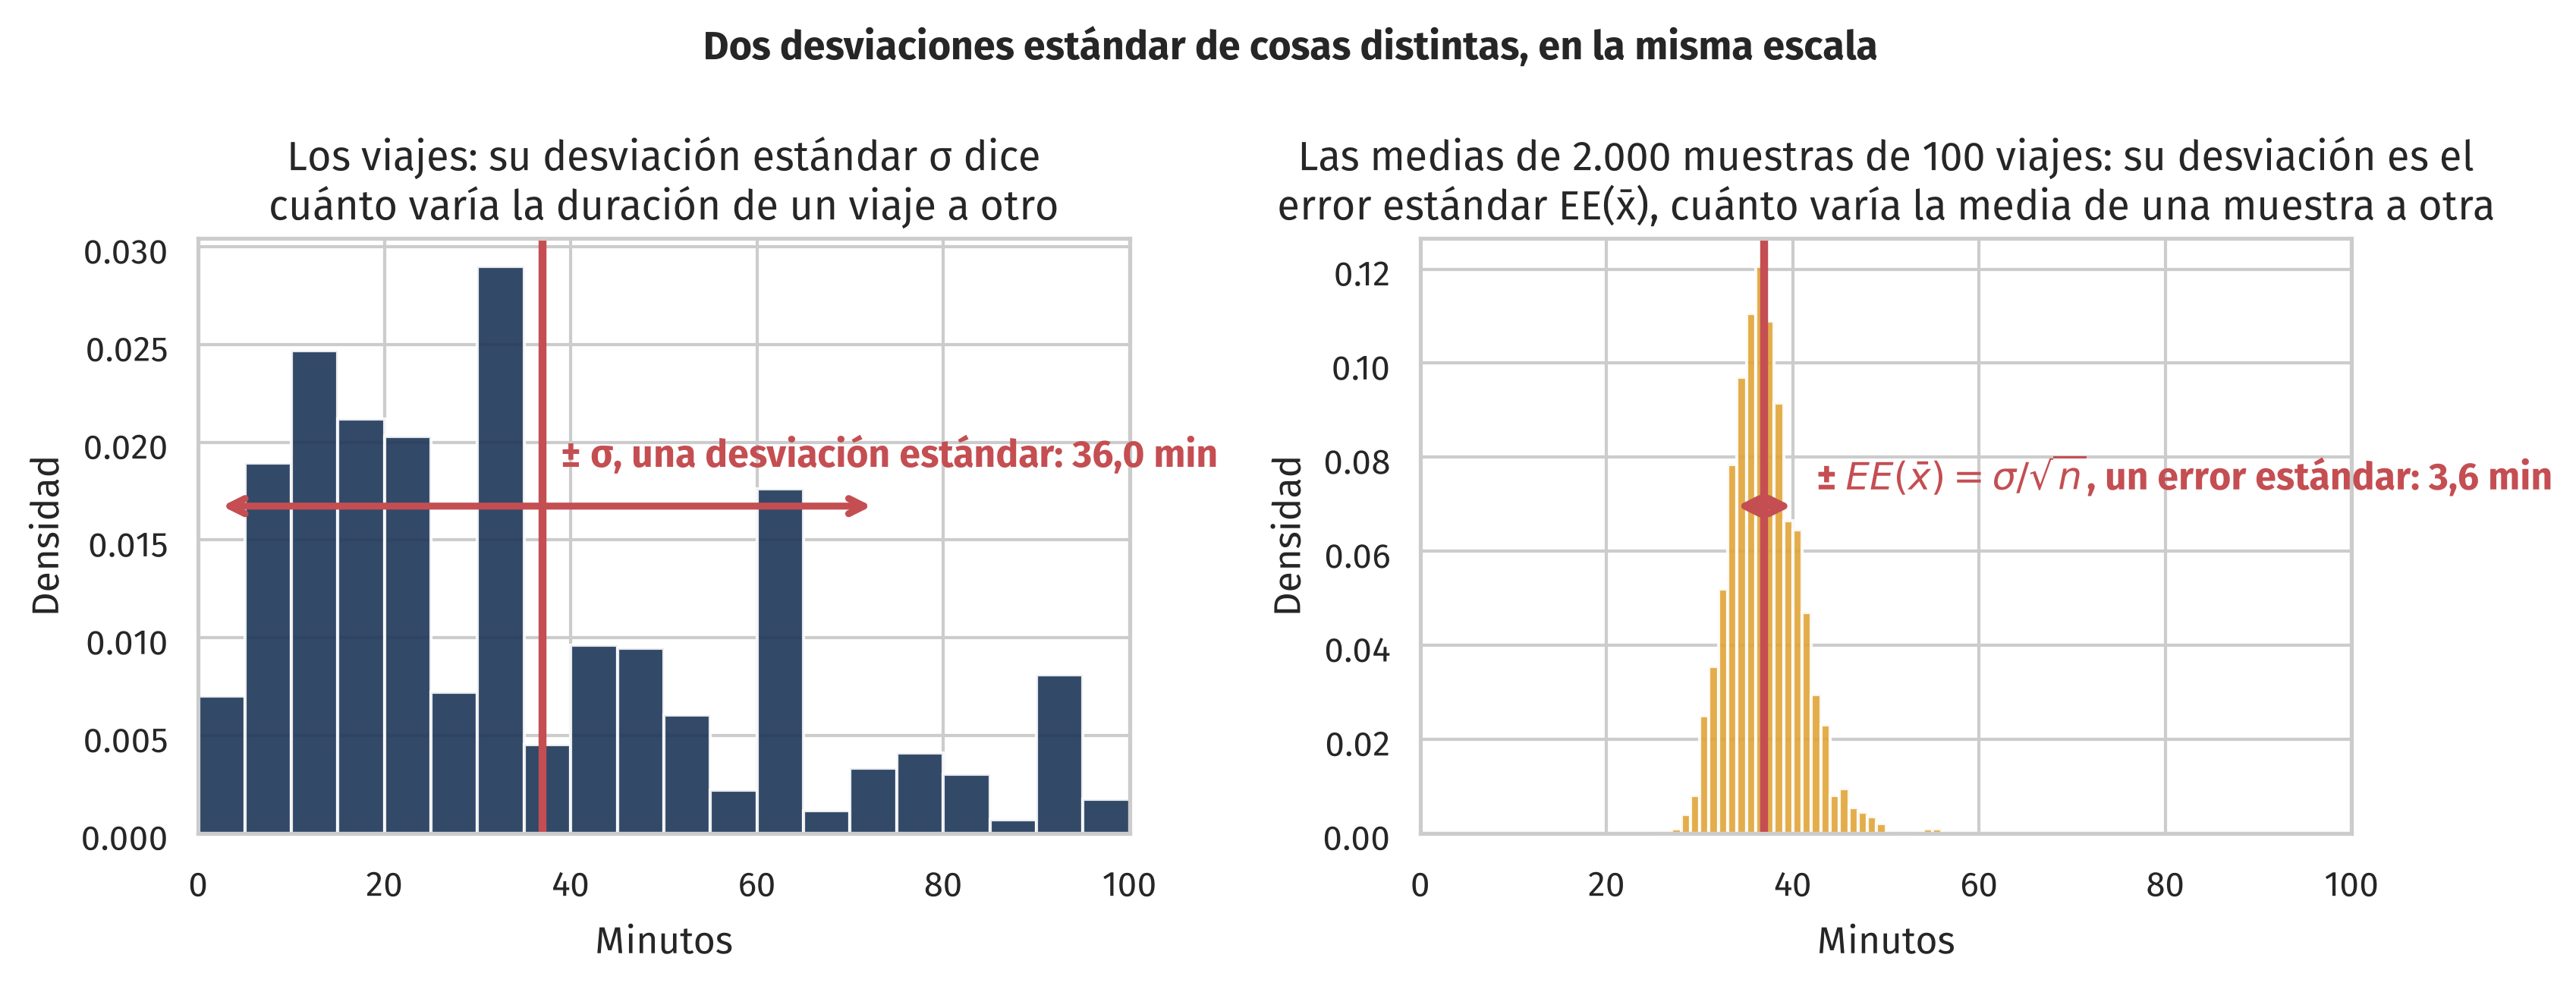 Dos desviaciones estándar de cosas distintas, en la misma escala
Los viajes: su desviación estándar σ dice
cuánto varía la duración de un viaje a otro
0.030
0.025
0.020
0.015
0.010
0.005
0.000
Densidad
± σ, una desviación estándar: 36,0 min
0 20 40 60 80 100
Minutos
Las medias de 2.000 muestras de 100 viajes: su desviación es el
error estándar EE(x̄), cuánto varía la media de una muestra a otra
0.12
0.10
0.08
0.06
0.04
0.02
0.00
Densidad
± EE(x̄) = σ/√n, un error estándar: 3,6 min
0 20 40 60 80 100
Minutos